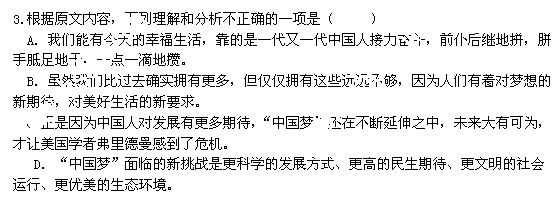 3.根据原文内容，下列理解和分析不正确的一项是（　　）
A. 我们能有今天的幸福生活，靠的是一代又一代中国人接力奋斗，前仆后继地拼，胼
手胝足地干，一点一滴地攒。
B. 虽然我们比过去确实拥有更多，但仅仅拥有这些远远不够，因为人们有着对梦想的
新期待，对美好生活的新要求。
、正是因为中国人对发展有更多期待，“中国梦”还在不断延伸之中，未来大有可为，
才让美国学者弗里德曼感到了危机。
D. “中国梦”面临的新挑战是更科学的发展方式、更高的民生期待、更文明的社会
运行、更优美的生态环境。